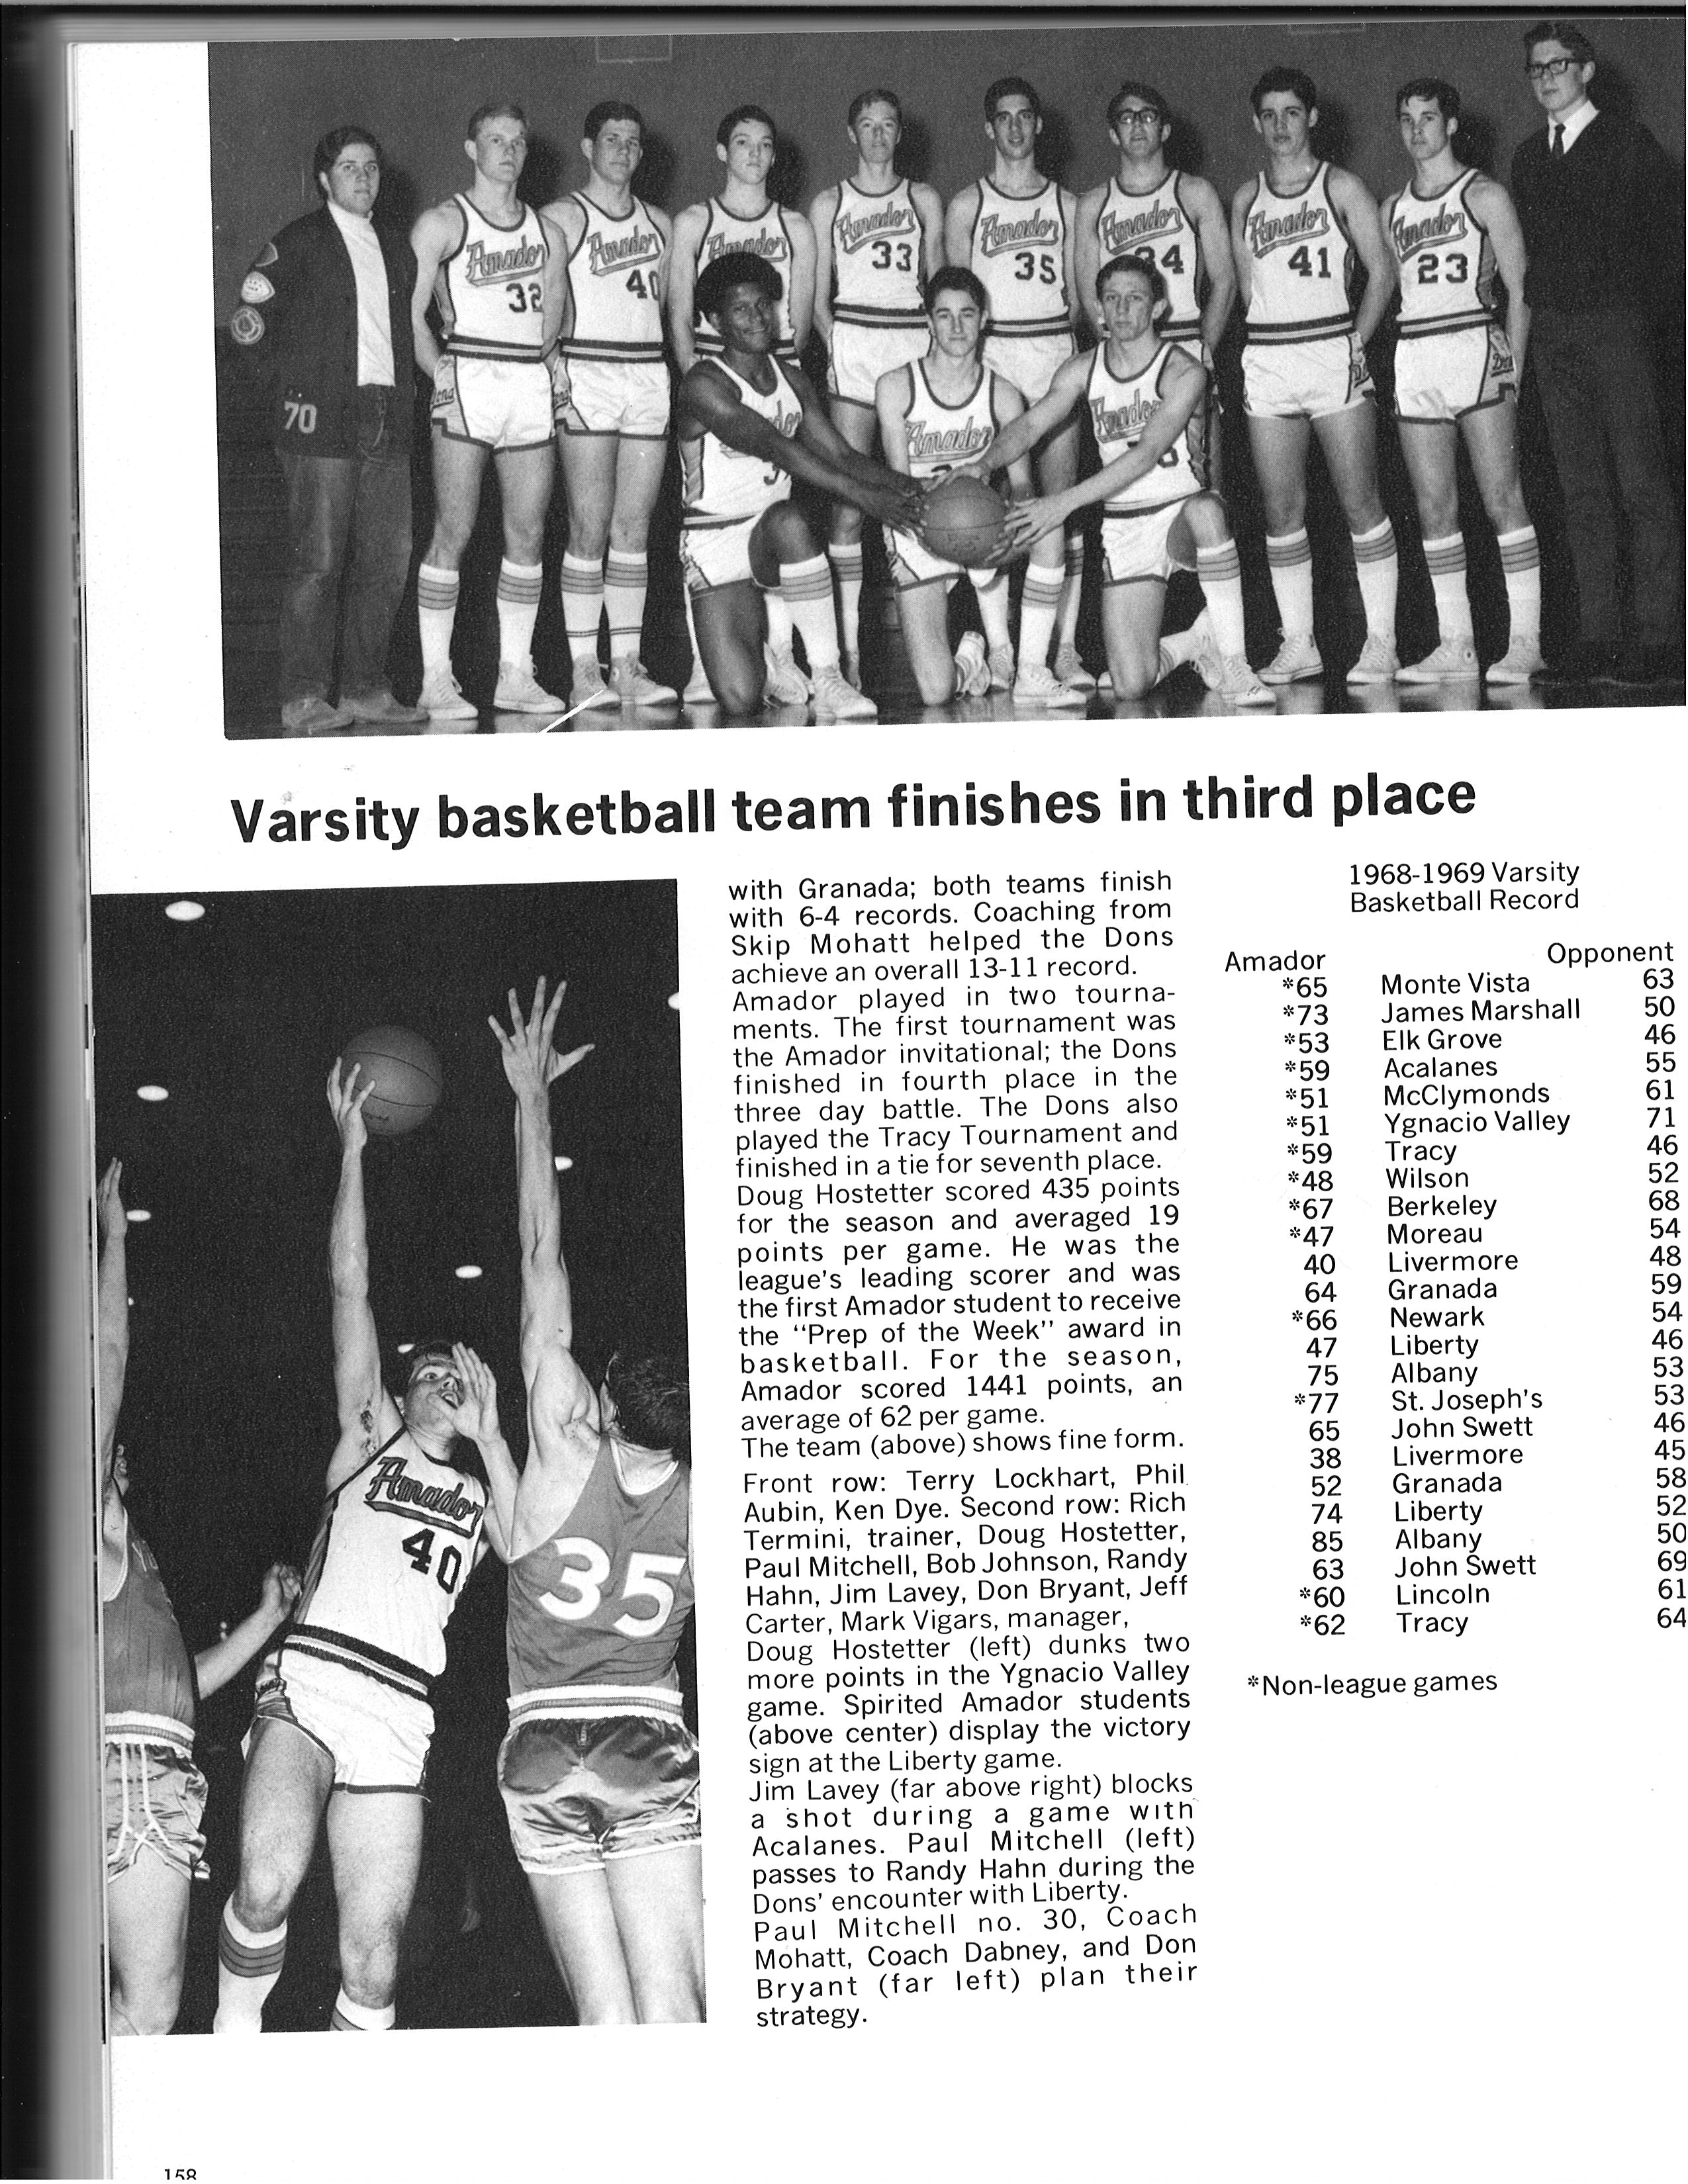 Amador
32
Amador
40
Amador
Amador
33
Amador
35
Amador
34
Amador
41
Amador
23
70
Amador
Amador
Varsity basketball team finishes in third place
with Granada; both teams finish
with 6-4 records. Coaching from
Skip Mohatt helped the Dons
achieve an overall 13-11 record.
Amador played in two tourna-
ments. The first tournament was
the Amador invitational; the Dons
finished in fourth place in the
three day battle. The Dons also
played the Tracy Tournament and
finished in a tie for seventh place.
Doug Hostetter scored 435 points
for the season and averaged 19
points per game. He was the
league's leading scorer and was
the first Amador student to receive
the "Prep of the Week" award in
basketball. For the season,
Amador scored 1441 points, an
average of 62 per game.
The team (above) shows fine form.
Front row: Terry Lockhart, Phil
Aubin, Ken Dye. Second row: Rich
Termini, trainer, Doug Hostetter,
Paul Mitchell, Bob Johnson, Randy
Hahn, Jim Lavey, Don Bryant, Jeff
Carter, Mark Vigars, manager,
Doug Hostetter (left) dunks two
more points in the Ygnacio Valley
game. Spirited Amador students
(above center) display the victory
sign at the Liberty game.
Jim Lavey (far above right) blocks
a shot during a game with
Acalanes. Paul Mitchell (left)
passes to Randy Hahn during the
Dons' encounter with Liberty.
Paul Mitchell no. 30, Coach
Mohatt, Coach Dabney, and Don
Bryant (far left) plan their
strategy.
1968-1969 Varsity
Basketball Record
Amador Opponent
*65 Monte Vista 63
*73 James Marshall 50
*53 Elk Grove 46
*59 Acalanes 55
*51 McClymonds 61
*51 Ygnacio Valley 71
*59 Tracy 46
*48 Wilson 52
*67 Berkeley 68
*47 Moreau 54
40 Livermore 48
64 Granada 59
*66 Newark 54
47 Liberty 46
75 Albany 53
*77 St. Joseph's 53
65 John Swett 46
38 Livermore 45
52 Granada 58
74 Liberty 52
85 Albany 50
63 John Swett 69
*60 Lincoln 61
*62 Tracy 64
*Non-league games
Amador
40
35
158